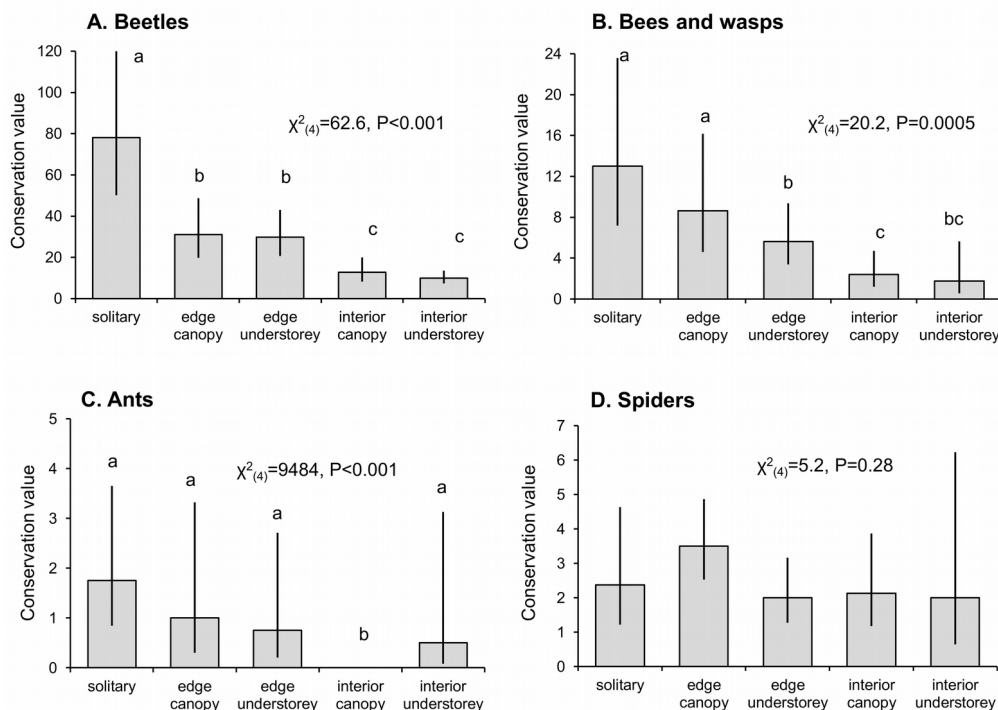 A. Beetles
Conservation value
120
100
80
60
40
20
0
a
b
b
c
c
χ²(4)=62.6, P<0.001
solitary
edge canopy
edge understorey
interior canopy
interior understorey
B. Bees and wasps
Conservation value
24
20
16
12
8
4
0
a
a
b
c
bc
χ²(4)=20.2, P=0.0005
solitary
edge canopy
edge understorey
interior canopy
interior understorey
C. Ants
Conservation value
5
4
3
2
1
0
a
a
a
b
a
χ²(4)=9484, P<0.001
solitary
edge canopy
edge understorey
interior canopy
interior understorey
D. Spiders
Conservation value
7
6
5
4
3
2
1
0
χ²(4)=5.2, P=0.28
solitary
edge canopy
edge understorey
interior canopy
interior understorey